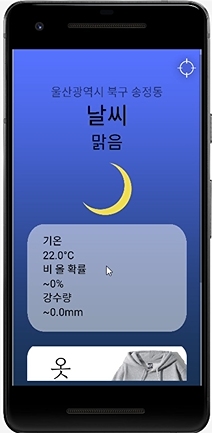 울산광역시 북구 송정동
날씨
맑음
기온
22.0°C
비 올 확률
~0%
강수량
~0.0mm
옷